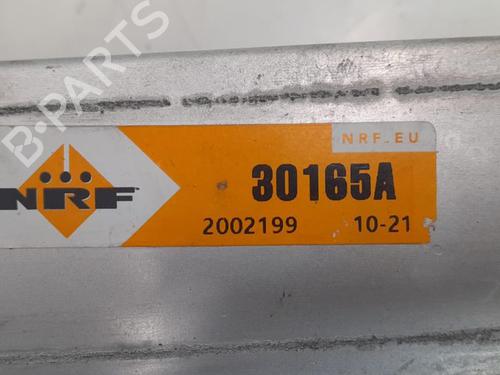 B-PARTS
NRF.EU
NRF
30165A
2002199 10-21